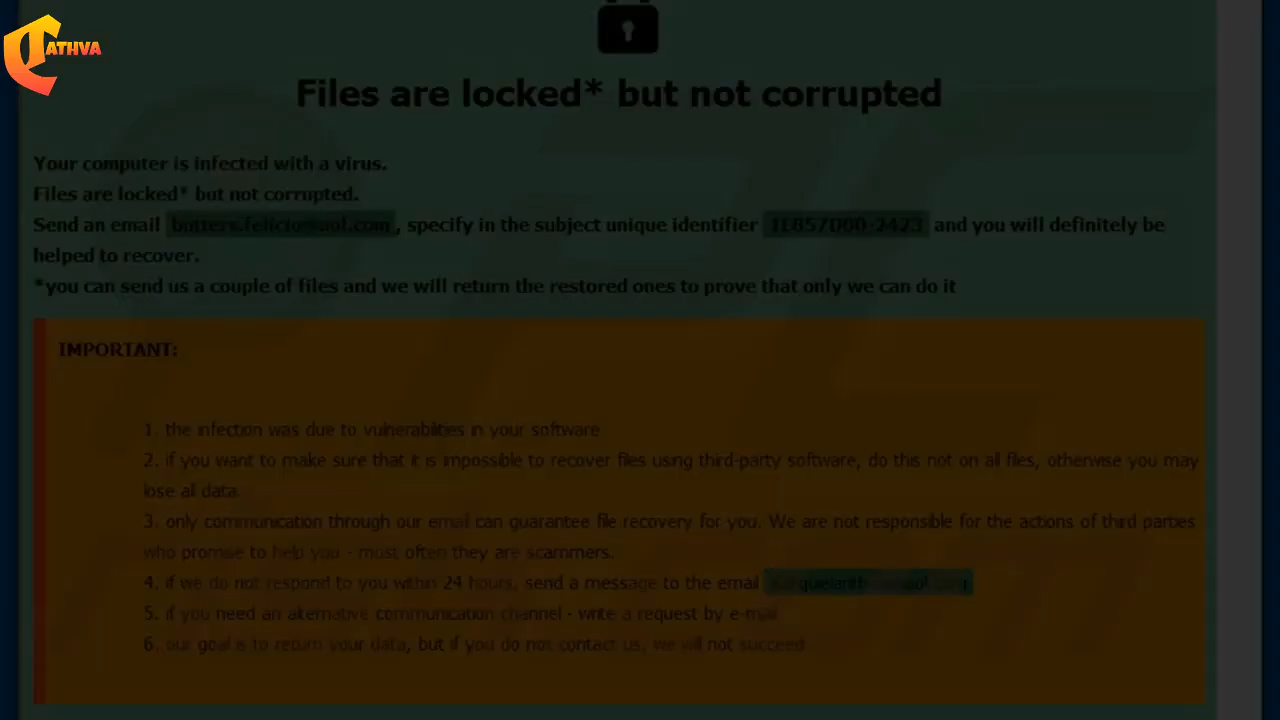 TATHVA
Files are locked* but not corrupted
Your computer is infected with a virus.
Files are locked* but not corrupted.
Send an email , specify in the subject unique identifier and you will definitely be
helped to recover.
*you can send us a couple of files and we will return the restored ones to prove that only we can do it
IMPORTANT:
1. the infection was due to vulnerabilities in your software
2. if you want to make sure that it is impossible to recover files using third-party software, do this not on all files, otherwise you may
lose all data.
3. only communication through our email can guarantee file recovery for you. We are not responsible for the actions of third parties
who promise to help you - most often they are scammers.
4. if we do not respond to you within 24 hours, send a message to the email
5. if you need an alternative communication channel - write a request by e-mail
6. our goal is to return your data, but if you do not contact us, we will not succeed